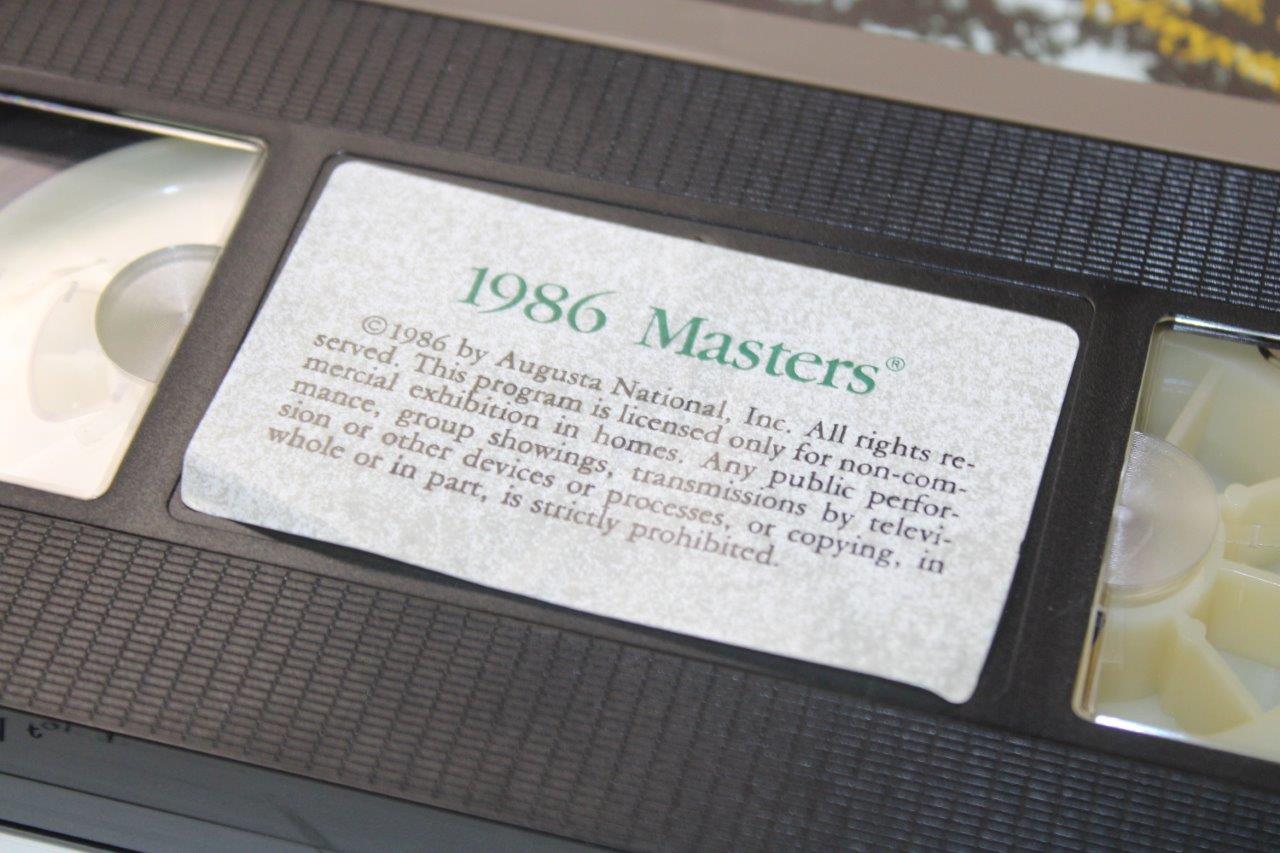 1986 Masters®
©1986 by Augusta National, Inc. All rights re-
served. This program is licensed only for non-com-
mercial exhibition in homes. Any public perfor-
mance, group showings, transmissions by televi-
sion or other devices or processes, or copying, in
whole or in part, is strictly prohibited.